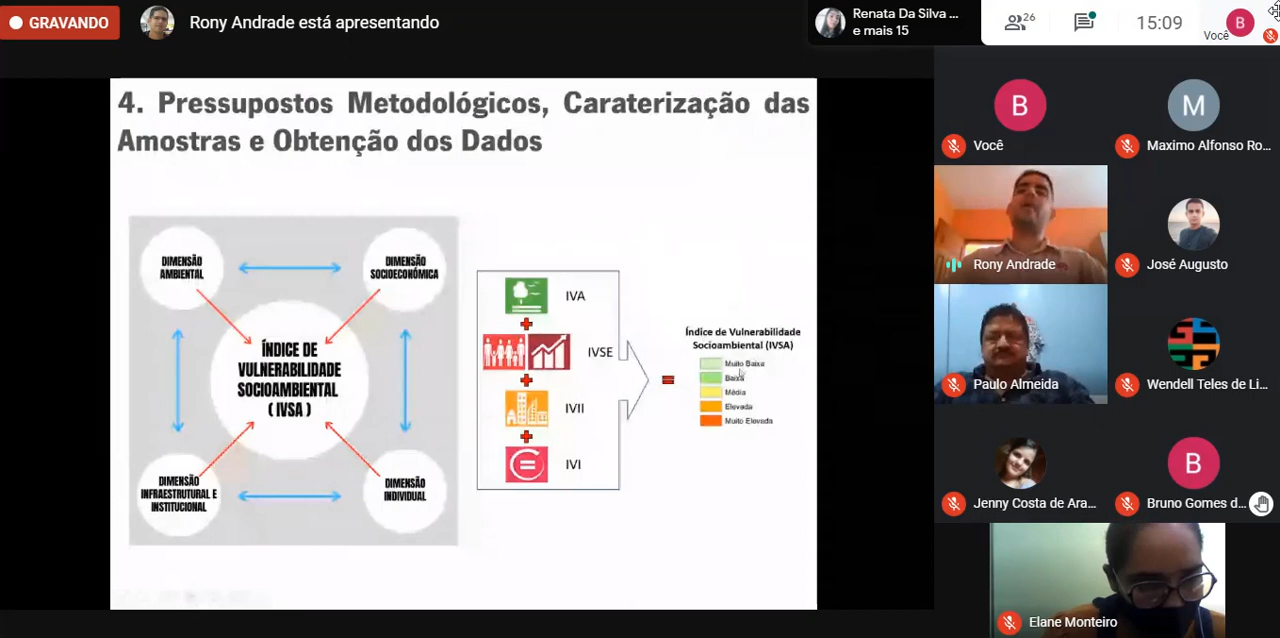 GRAVANDO
Rony Andrade está apresentando
Renata Da Silva ...
e mais 15
26
15:09
B
Você
4. Pressupostos Metodológicos, Caraterização das
Amostras e Obtenção dos Dados
DIMENSÃO
AMBIENTAL
DIMENSÃO
SOCIOECONÓMICA
ÍNDICE DE
VULNERABILIDADE
SOCIOAMBIENTAL
( IVSA )
DIMENSÃO
INFRAESTRUTURAL E
INSTITUCIONAL
DIMENSÃO
INDIVIDUAL
IVA
+
IVSE
+
IVII
+
IVI
=
Índice de Vulnerabilidade
Socioambiental (IVSA)
Muito Baixa
Baixa
Média
Elevada
Muito Elevada
B
Você
M
Maximo Alfonso Ro...
Rony Andrade
José Augusto
Paulo Almeida
Wendell Teles de Li...
Jenny Costa de Ara...
B
Bruno Gomes d...
Elane Monteiro